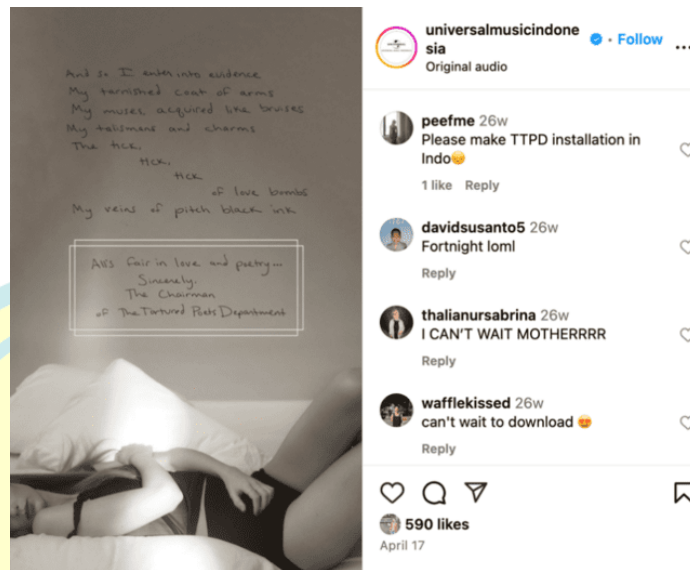 And so I enter into evidence
My tarnished coat of arms
My muses, acquired like bruises
My talismans and charms
The tick,
tick,
tick
of love bombs
My veins of pitch black ink
All's fair in love and poetry...
Sincerely,
The Chairman
of The Tortured Poets Department
universalmusicindone
sia
• Follow
Original audio
peefme 26w
Please make TTPD installation in
Indo😔
1 like Reply
davidsusanto5 26w
Fortnight loml
Reply
thalianursabrina 26w
I CAN'T WAIT MOTHERRRR
Reply
wafflekissed 26w
can't wait to download 😍
Reply
590 likes
April 17